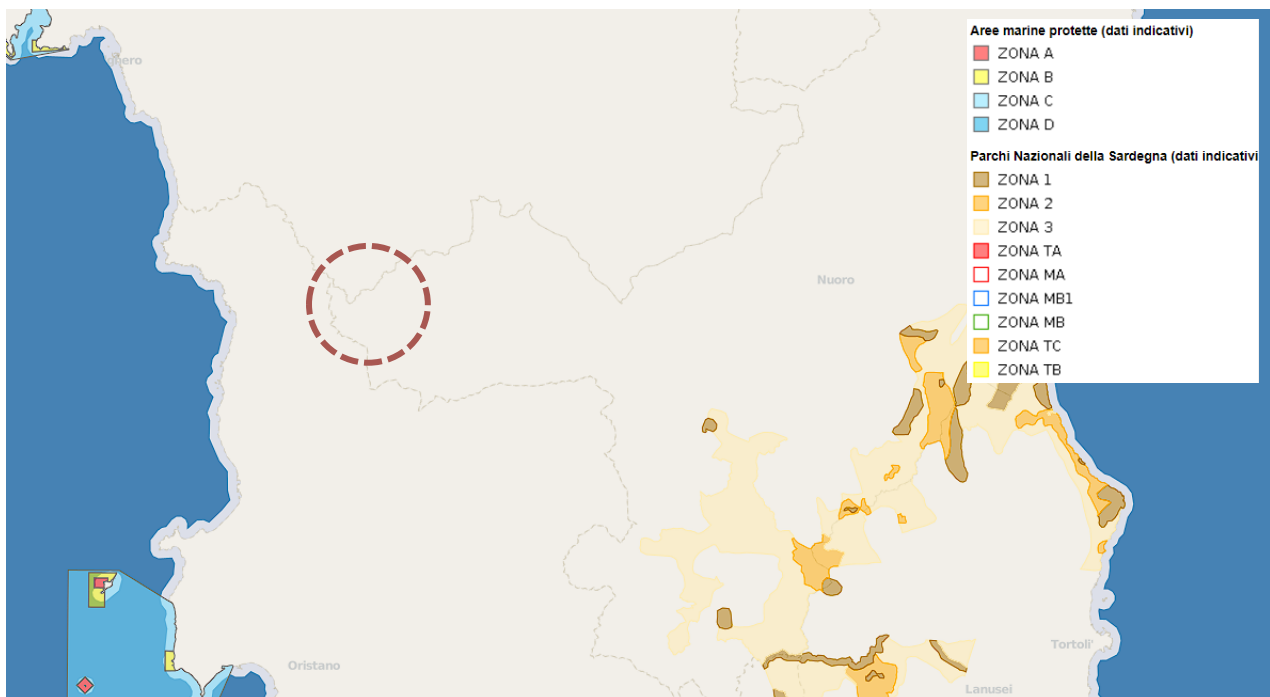 Aree marine protette (dati indicativi)
ZONA A
ZONA B
ZONA C
ZONA D
Parchi Nazionali della Sardegna (dati indicativi
ZONA 1
ZONA 2
ZONA 3
ZONA TA
ZONA MA
ZONA MB1
ZONA MB
ZONA TC
ZONA TB
Nuoro
Oristano
Tortoli'
Lanusei